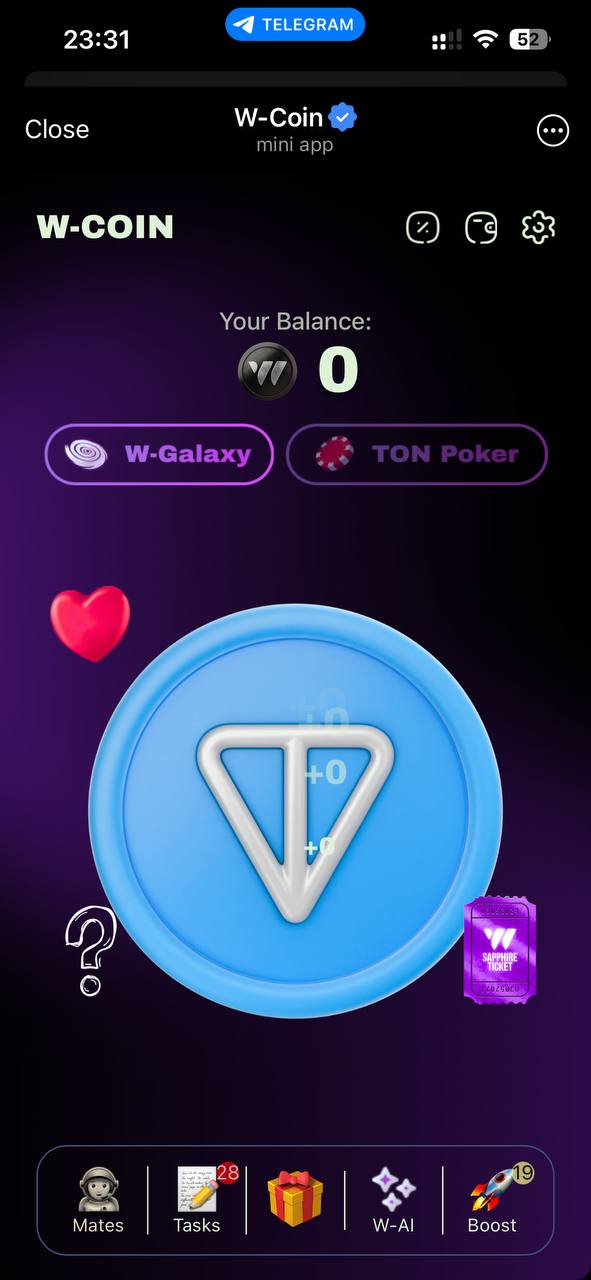 23:31
TELEGRAM
52
Close
W-Coin
mini app
W-COIN
Your Balance:
0
W-Galaxy
TON Poker
+0
+0
+0
+0
?
SAPPHIRE
TICKET
28
19
Mates
Tasks
W-AI
Boost